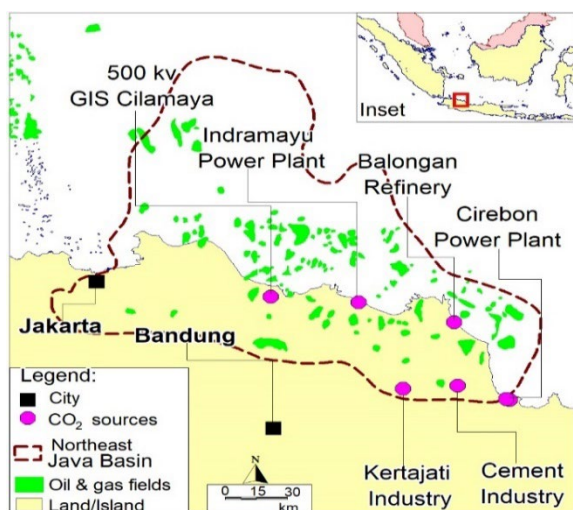 500 kv
GIS Cilamaya
Indramayu
Power Plant
Balongan
Refinery
Cirebon
Power Plant
Inset
Jakarta
Bandung
Legend:
City
CO₂ sources
Northeast
Java Basin
Oil & gas fields
Land/Island
N
0 15 30
km
Kertajati
Industry
Cement
Industry